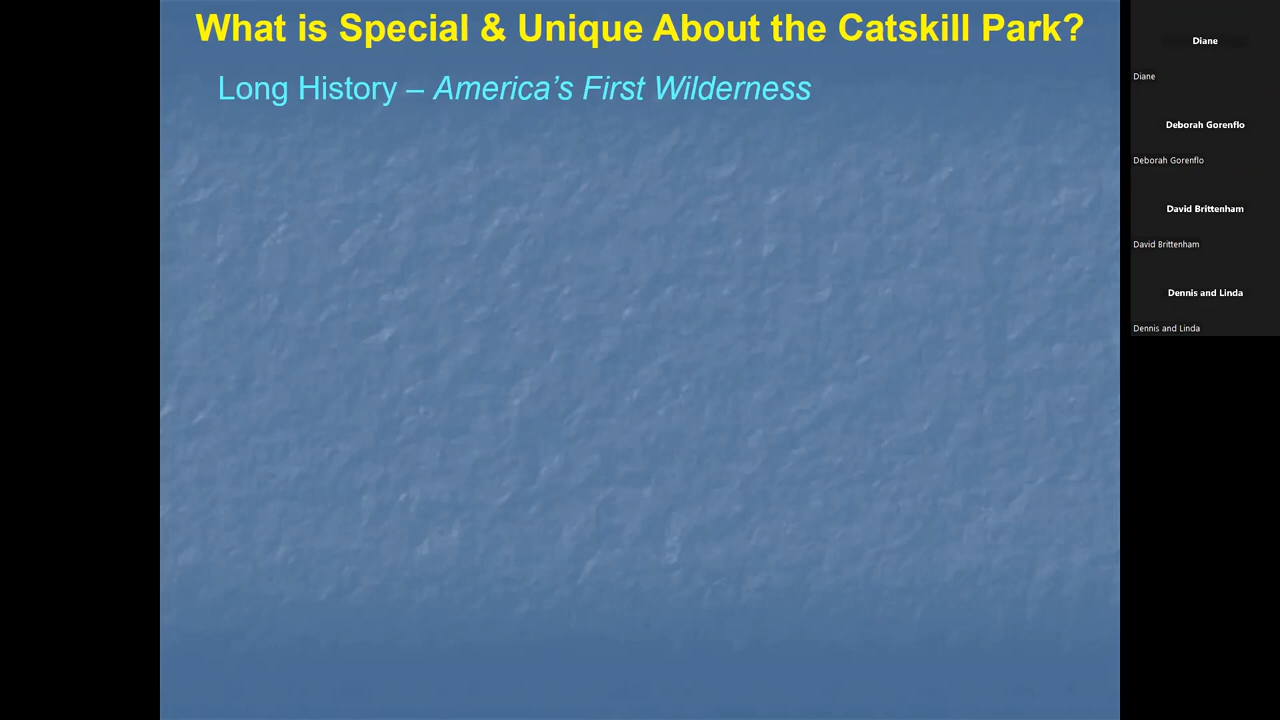 What is Special & Unique About the Catskill Park?
Long History – America's First Wilderness
Diane
Diane
Deborah Gorenflo
Deborah Gorenflo
David Brittenham
David Brittenham
Dennis and Linda
Dennis and Linda